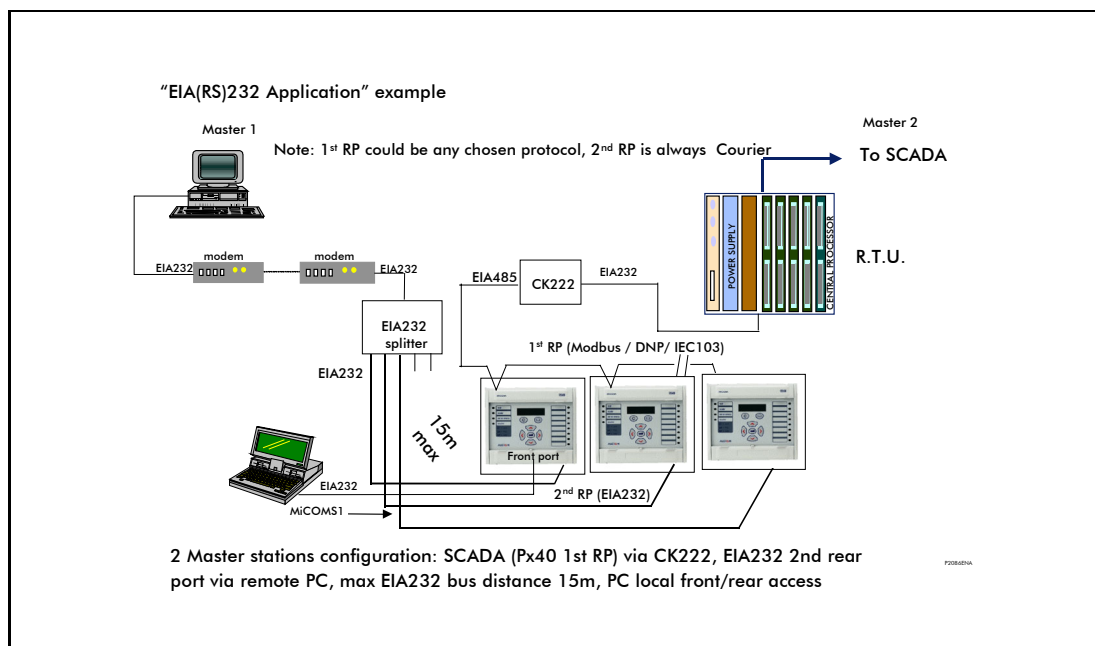 “EIA(RS)232 Application” example
Master 1
Master 2
Note: 1st RP could be any chosen protocol, 2nd RP is always Courier
To SCADA
POWER SUPPLY
CENTRAL PROCESSOR
R.T.U.
modem
modem
EIA232
EIA232
EIA485
CK222
EIA232
EIA232
splitter
1st RP (Modbus / DNP/ IEC103)
EIA232
15m
max
Front port
EIA232
2nd RP (EIA232)
MiCOMS1
2 Master stations configuration: SCADA (Px40 1st RP) via CK222, EIA232 2nd rear
port via remote PC, max EIA232 bus distance 15m, PC local front/rear access
P2086ENA